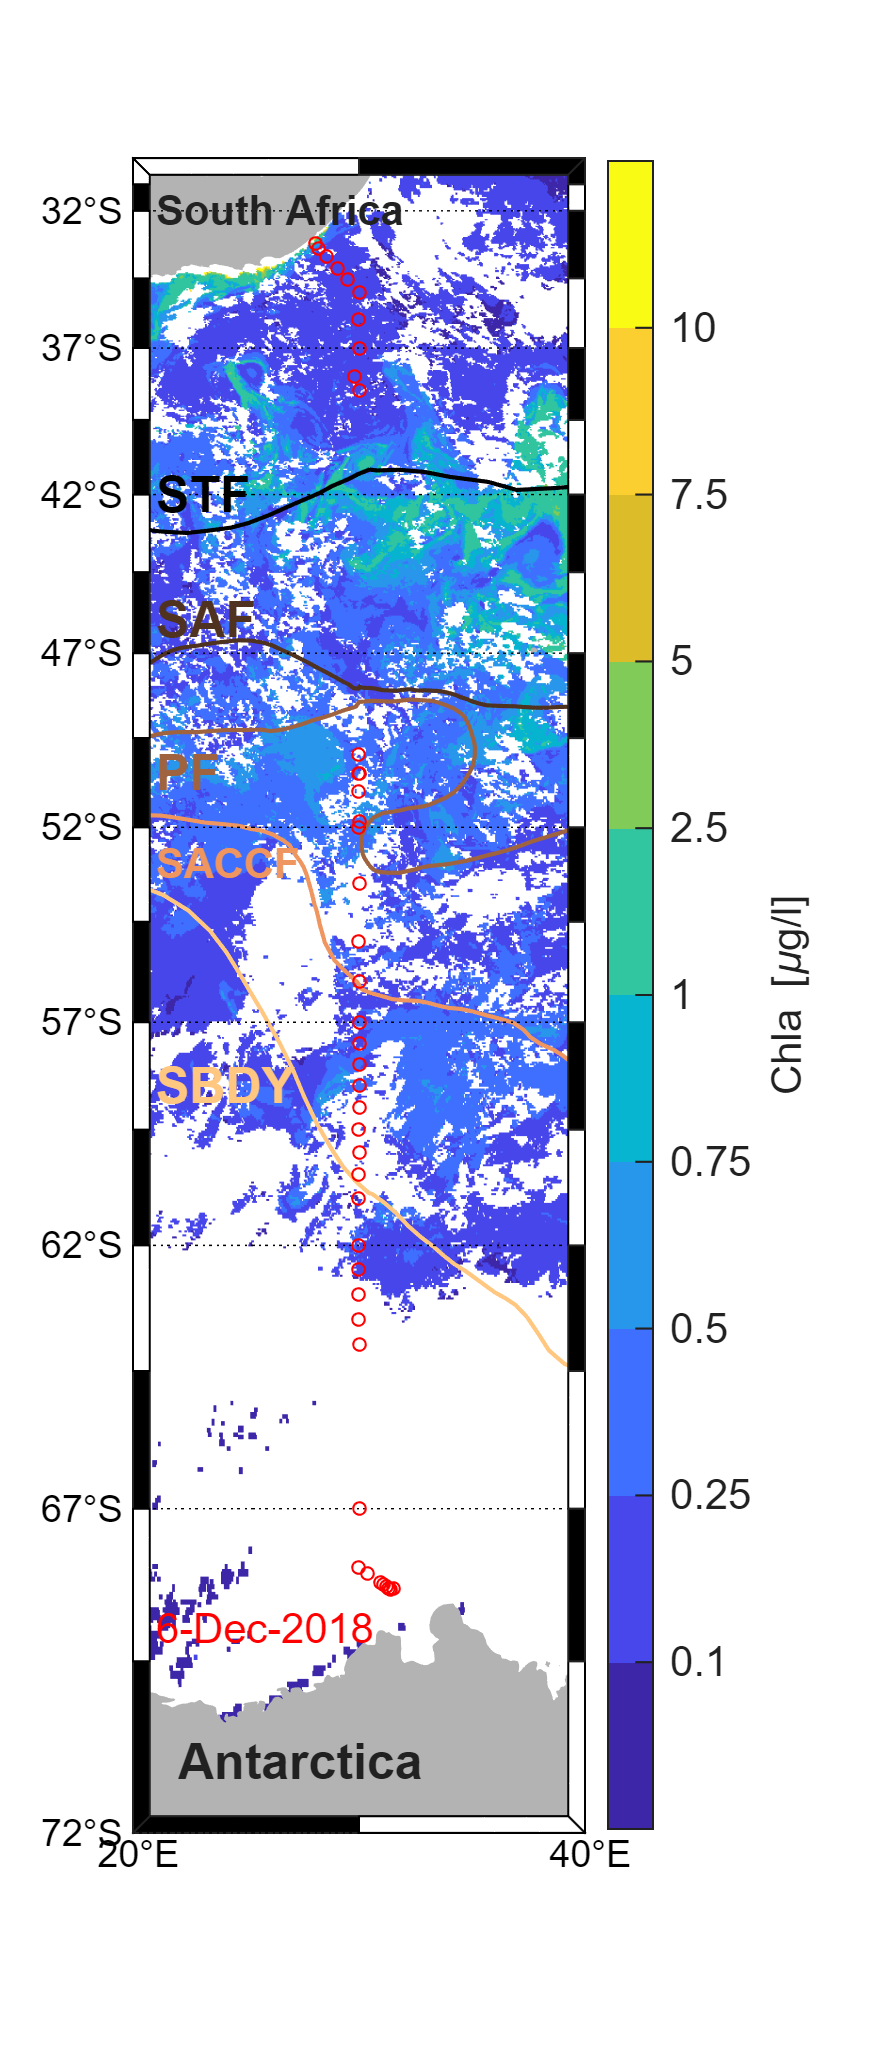 South Africa
32°S
37°S
STF
42°S
SAF
47°S
PF
52°S
SACCF
57°S
SBDY
62°S
67°S
6-Dec-2018
Antarctica
72°S
20°E
40°E
10
7.5
5
2.5
1
0.75
0.5
0.25
0.1
Chla [µg/l]